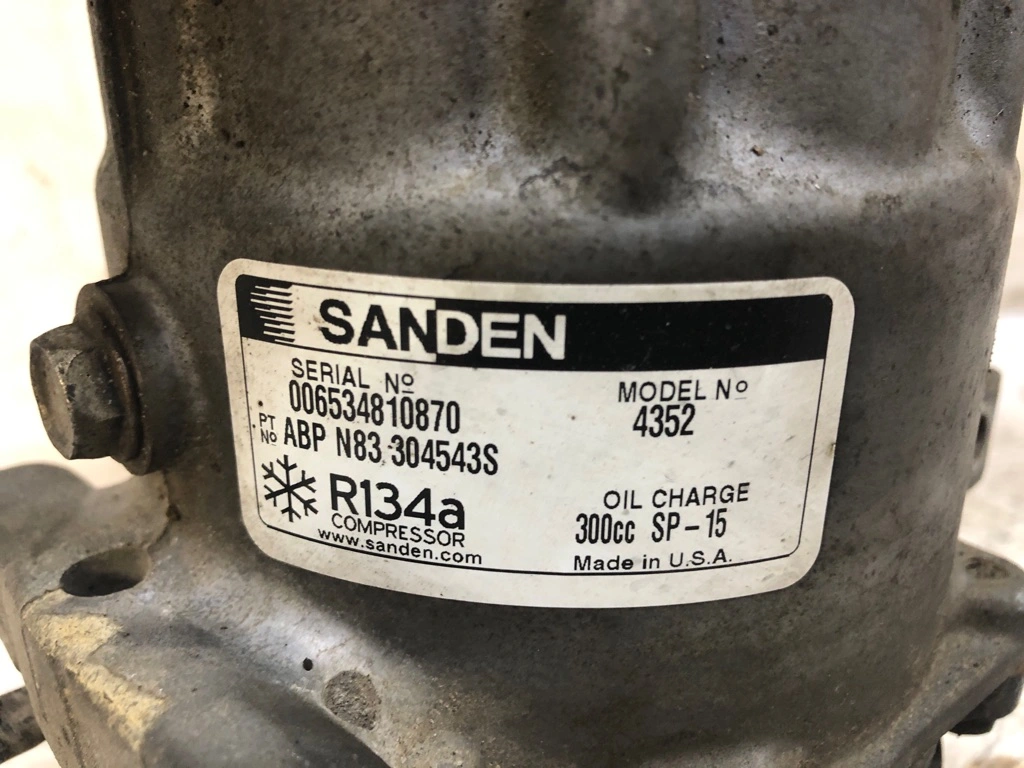 SANDEN
SERIAL Nº
006534810870
MODEL Nº
4352
PT Nº ABP N83 304543S
R134a
COMPRESSOR
www.sanden.com
OIL CHARGE
300cc SP-15
Made in U.S.A.